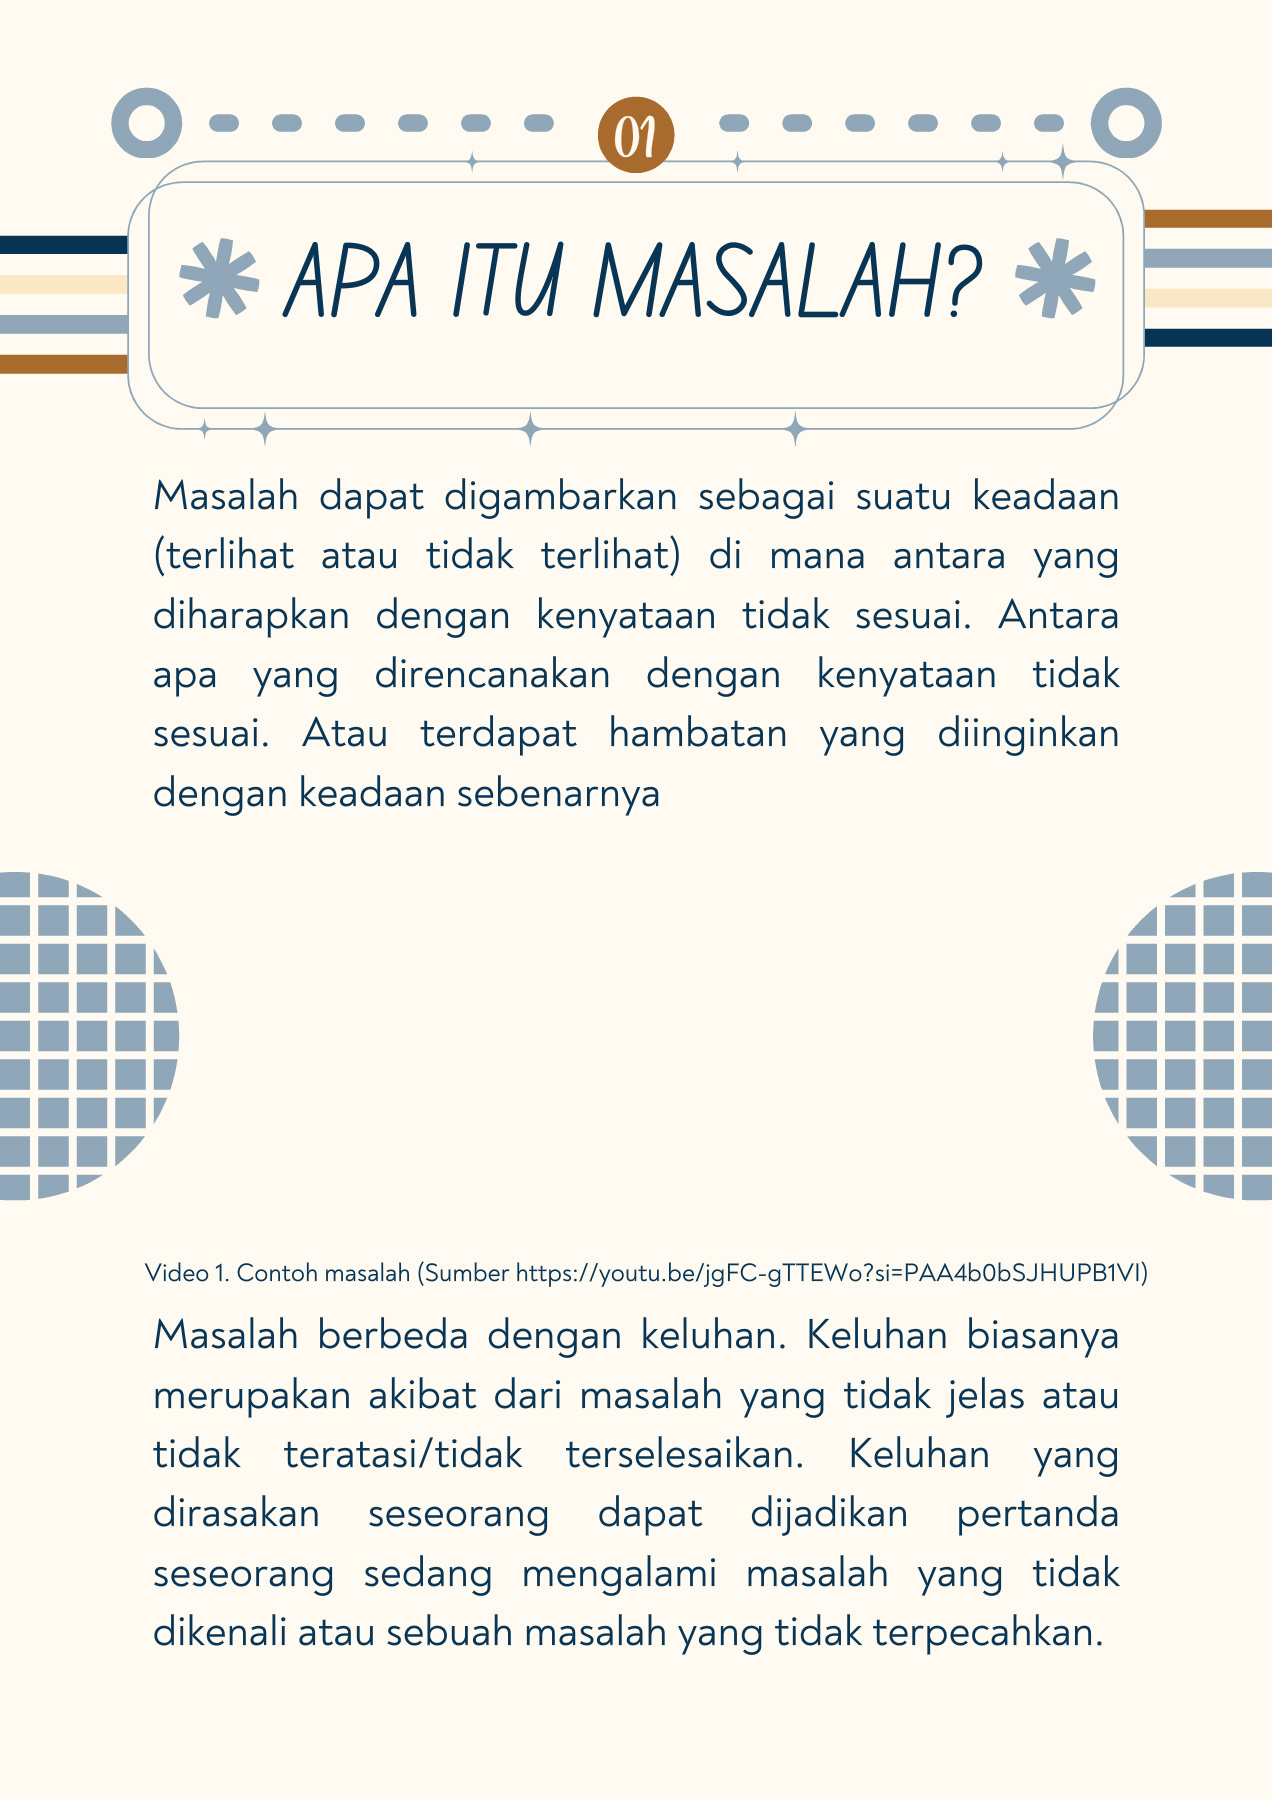 01
APA ITU MASALAH?
Masalah dapat digambarkan sebagai suatu keadaan
(terlihat atau tidak terlihat) di mana antara yang
diharapkan dengan kenyataan tidak sesuai. Antara
apa yang direncanakan dengan kenyataan tidak
sesuai. Atau terdapat hambatan yang diinginkan
dengan keadaan sebenarnya
Video 1. Contoh masalah (Sumber https://youtu.be/jgFC-gTTEWo?si=PAA4b0bSJHUPB1VI)
Masalah berbeda dengan keluhan. Keluhan biasanya
merupakan akibat dari masalah yang tidak jelas atau
tidak teratasi/tidak terselesaikan. Keluhan yang
dirasakan seseorang dapat dijadikan pertanda
seseorang sedang mengalami masalah yang tidak
dikenali atau sebuah masalah yang tidak terpecahkan.